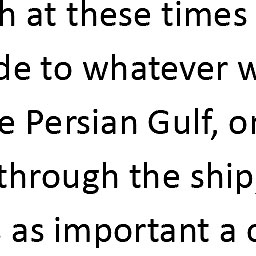 h at these times
de to whatever w
e Persian Gulf, or
through the ship,
as important a c